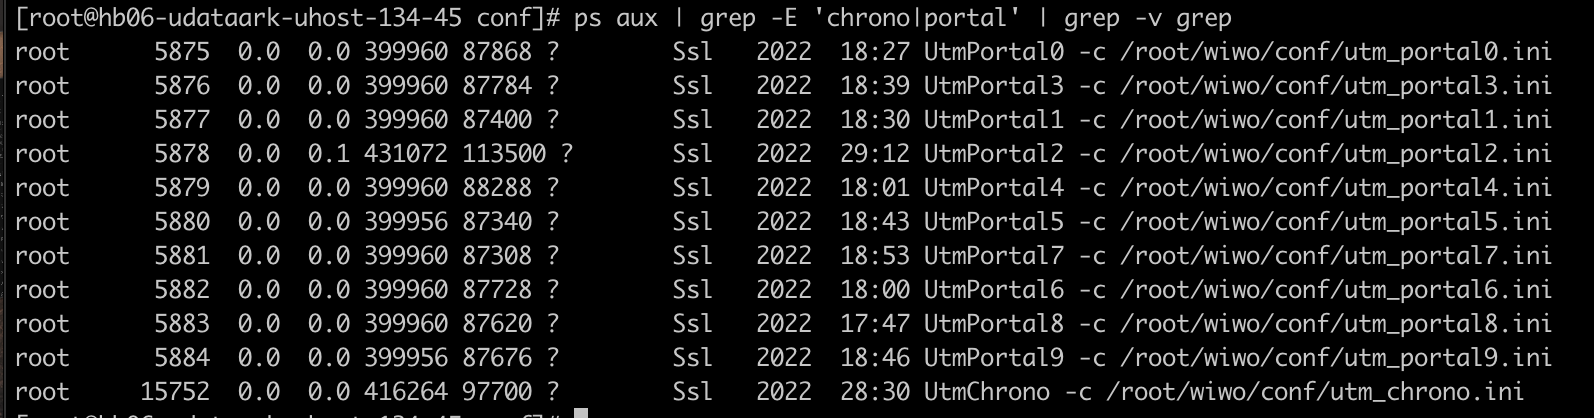 [root@hb06-udataark-uhost-134-45 conf]# ps aux | grep -E 'chrono|portal' | grep -v grep
root      5875  0.0  0.0 399960 87868 ?        Ssl   2022  18:27 UtmPortal0 -c /root/wiwo/conf/utm_portal0.ini
root      5876  0.0  0.0 399960 87784 ?        Ssl   2022  18:39 UtmPortal3 -c /root/wiwo/conf/utm_portal3.ini
root      5877  0.0  0.0 399960 87400 ?        Ssl   2022  18:30 UtmPortal1 -c /root/wiwo/conf/utm_portal1.ini
root      5878  0.0  0.1 431072 113500 ?       Ssl   2022  29:12 UtmPortal2 -c /root/wiwo/conf/utm_portal2.ini
root      5879  0.0  0.0 399960 88288 ?        Ssl   2022  18:01 UtmPortal4 -c /root/wiwo/conf/utm_portal4.ini
root      5880  0.0  0.0 399956 87340 ?        Ssl   2022  18:43 UtmPortal5 -c /root/wiwo/conf/utm_portal5.ini
root      5881  0.0  0.0 399960 87308 ?        Ssl   2022  18:53 UtmPortal7 -c /root/wiwo/conf/utm_portal7.ini
root      5882  0.0  0.0 399960 87728 ?        Ssl   2022  18:00 UtmPortal6 -c /root/wiwo/conf/utm_portal6.ini
root      5883  0.0  0.0 399960 87620 ?        Ssl   2022  17:47 UtmPortal8 -c /root/wiwo/conf/utm_portal8.ini
root      5884  0.0  0.0 399956 87676 ?        Ssl   2022  18:46 UtmPortal9 -c /root/wiwo/conf/utm_portal9.ini
root     15752  0.0  0.0 416264 97700 ?        Ssl   2022  28:30 UtmChrono -c /root/wiwo/conf/utm_chrono.ini
[root@hb06-udataark-uhost-134-45 conf]#